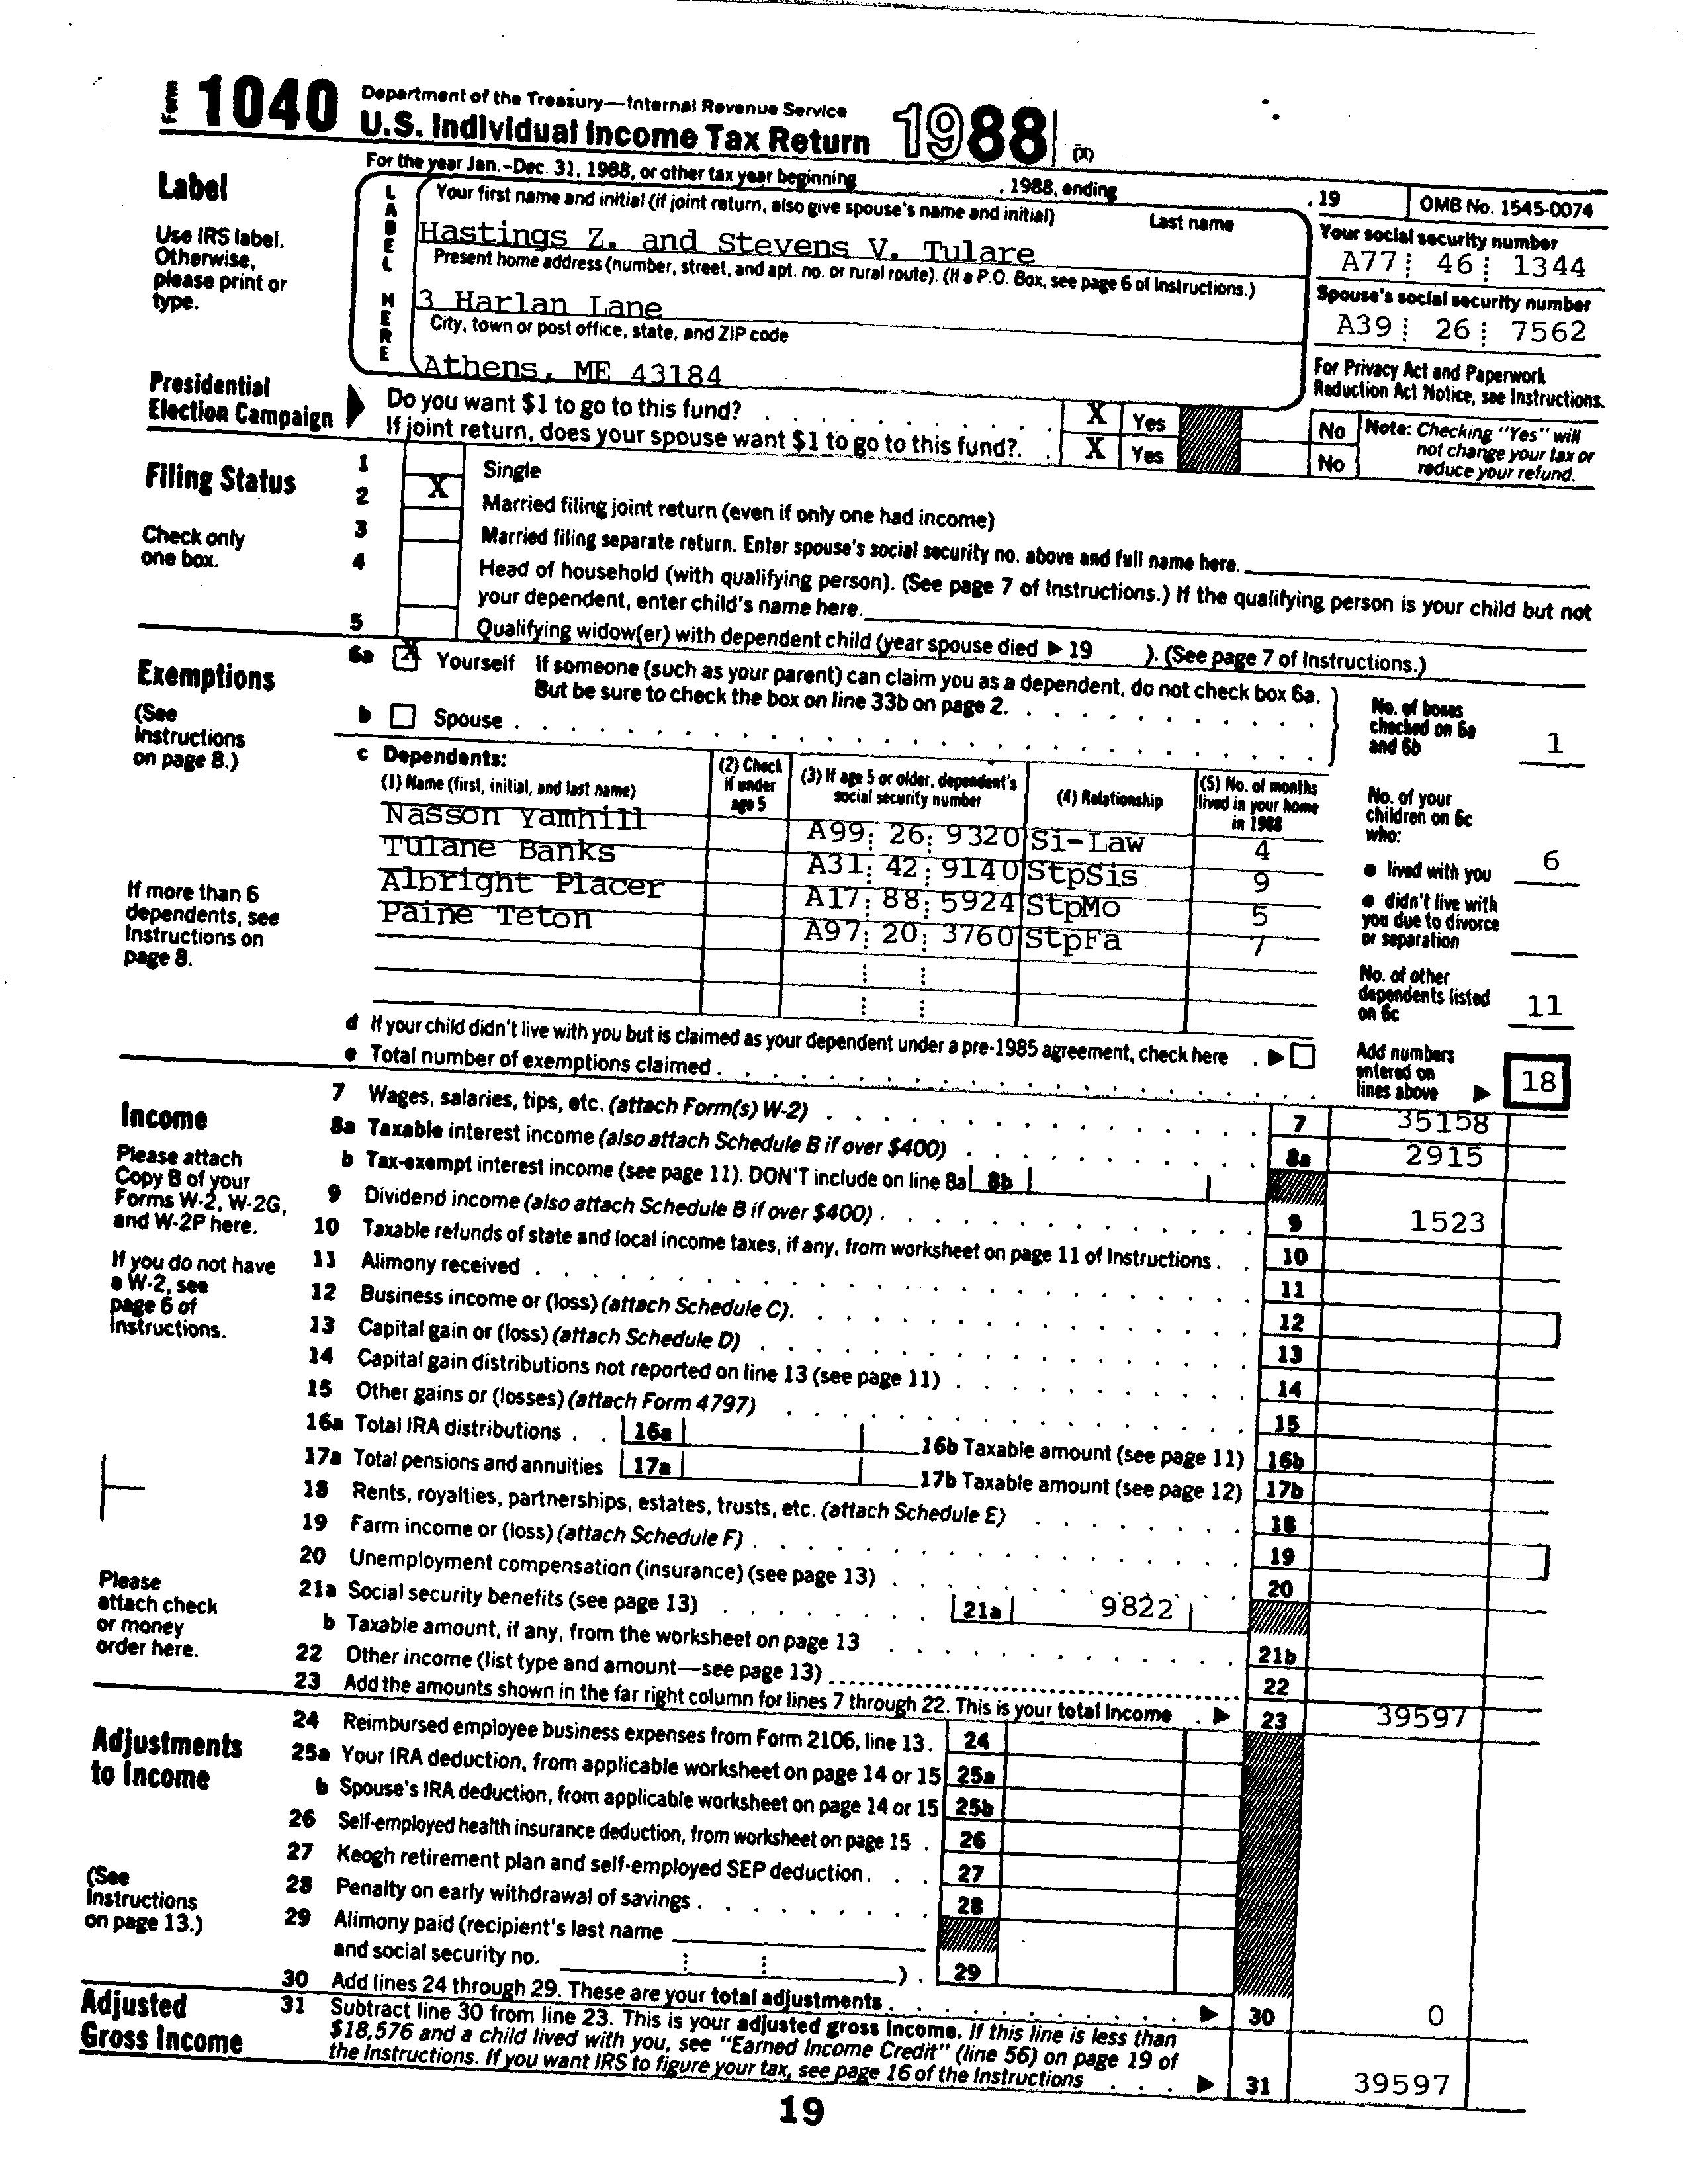 Form 1040 Department of the Treasury—Internal Revenue Service
U.S. Individual Income Tax Return 1988 (X)
For the year Jan.-Dec. 31, 1988, or other tax year beginning , 1988, ending , 19 OMB No. 1545-0074
Label
Use IRS label. Otherwise, please print or type.
LABEL HERE
Your first name and initial (if joint return, also give spouse's name and initial) Last name
Hastings Z. and Stevens V. Tulare
Your social security number
A77 46 1344
Present home address (number, street, and apt. no. or rural route). (If a P.O. Box, see page 6 of Instructions.)
3 Harlan Lane
Spouse's social security number
A39 26 7562
City, town or post office, state, and ZIP code
Athens, ME 43184
For Privacy Act and Paperwork Reduction Act Notice, see Instructions.
Presidential Election Campaign
Do you want $1 to go to this fund? X Yes No
If joint return, does your spouse want $1 to go to this fund? X Yes No
Note: Checking "Yes" will not change your tax or reduce your refund.
Filing Status
Check only one box.
1 Single
2 X Married filing joint return (even if only one had income)
3 Married filing separate return. Enter spouse's social security no. above and full name here.
4 Head of household (with qualifying person). (See page 7 of Instructions.) If the qualifying person is your child but not
your dependent, enter child's name here.
5 Qualifying widow(er) with dependent child (year spouse died ▶ 19 ). (See page 7 of Instructions.)
Exemptions
(See Instructions on page 8.)
6a X Yourself If someone (such as your parent) can claim you as a dependent, do not check box 6a.
But be sure to check the box on line 33b on page 2.
b Spouse
No. of boxes checked on 6a and 6b 1
c Dependents:
(1) Name (first, initial, and last name) (2) Check if under age 5 (3) If age 5 or older, dependent's social security number (4) Relationship (5) No. of months lived in your home in 1988
Nasson Yamhill A99 26 9320 Si-Law 4
Tulane Banks A31 42 9140 StpSis 9
Albright Placer A17 88 5924 StpMo 5
Paine Teton A97 20 3760 StpFa 7
If more than 6 dependents, see Instructions on page 8.
No. of your children on 6c who:
● lived with you 6
● didn't live with you due to divorce or separation
No. of other dependents listed on 6c 11
d If your child didn't live with you but is claimed as your dependent under a pre-1985 agreement, check here ▶
e Total number of exemptions claimed
Add numbers entered on lines above ▶ 18
Income
Please attach Copy B of your Forms W-2, W-2G, and W-2P here.
If you do not have a W-2, see page 6 of Instructions.
Please attach check or money order here.
7 Wages, salaries, tips, etc. (attach Form(s) W-2) 7 35158
8a Taxable interest income (also attach Schedule B if over $400) 8a 2915
b Tax-exempt interest income (see page 11). DON'T include on line 8a 8b
9 Dividend income (also attach Schedule B if over $400) 9 1523
10 Taxable refunds of state and local income taxes, if any, from worksheet on page 11 of Instructions 10
11 Alimony received 11
12 Business income or (loss) (attach Schedule C) 12
13 Capital gain or (loss) (attach Schedule D) 13
14 Capital gain distributions not reported on line 13 (see page 11) 14
15 Other gains or (losses) (attach Form 4797) 15
16a Total IRA distributions 16a 16b Taxable amount (see page 11) 16b
17a Total pensions and annuities 17a 17b Taxable amount (see page 12) 17b
18 Rents, royalties, partnerships, estates, trusts, etc. (attach Schedule E) 18
19 Farm income or (loss) (attach Schedule F) 19
20 Unemployment compensation (insurance) (see page 13) 20
21a Social security benefits (see page 13) 21a 9822
b Taxable amount, if any, from the worksheet on page 13 21b
22 Other income (list type and amount—see page 13) 22
23 Add the amounts shown in the far right column for lines 7 through 22. This is your total income ▶ 23 39597
Adjustments to Income
(See Instructions on page 13.)
24 Reimbursed employee business expenses from Form 2106, line 13. 24
25a Your IRA deduction, from applicable worksheet on page 14 or 15 25a
b Spouse's IRA deduction, from applicable worksheet on page 14 or 15 25b
26 Self-employed health insurance deduction, from worksheet on page 15 26
27 Keogh retirement plan and self-employed SEP deduction 27
28 Penalty on early withdrawal of savings 28
29 Alimony paid (recipient's last name
and social security no. ) 29
30 Add lines 24 through 29. These are your total adjustments ▶ 30 0
Adjusted Gross Income
31 Subtract line 30 from line 23. This is your adjusted gross income. If this line is less than
$18,576 and a child lived with you, see "Earned Income Credit" (line 56) on page 19 of
the Instructions. If you want IRS to figure your tax, see page 16 of the Instructions ▶ 31 39597
19